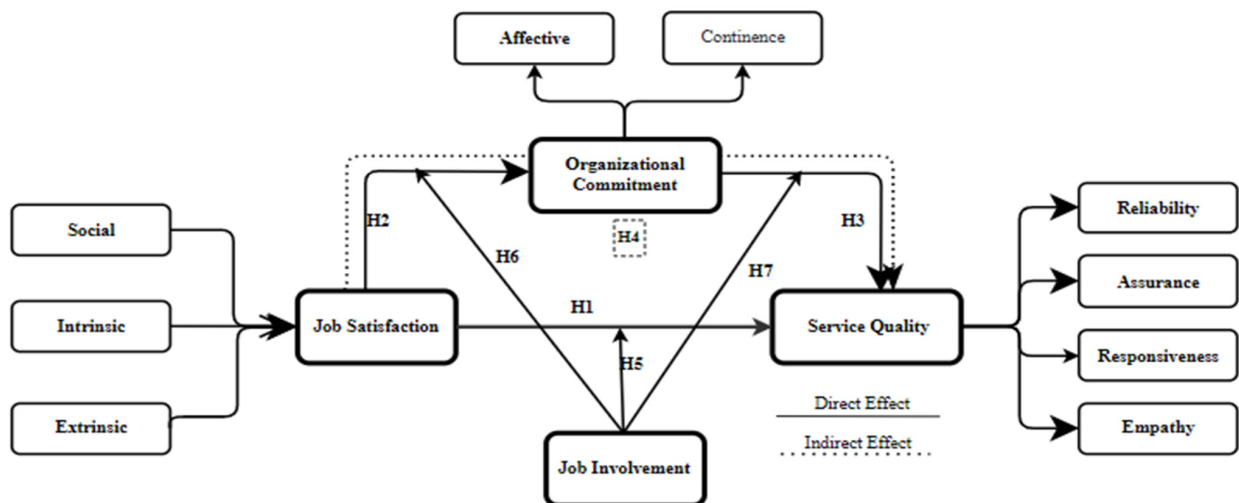 Affective
Continence
Organizational
Commitment
H2
H3
H4
Social
Reliability
H6
H7
Intrinsic
Assurance
Job Satisfaction
H1
Service Quality
H5
Responsiveness
Extrinsic
Direct Effect
Empathy
Indirect Effect
Job Involvement